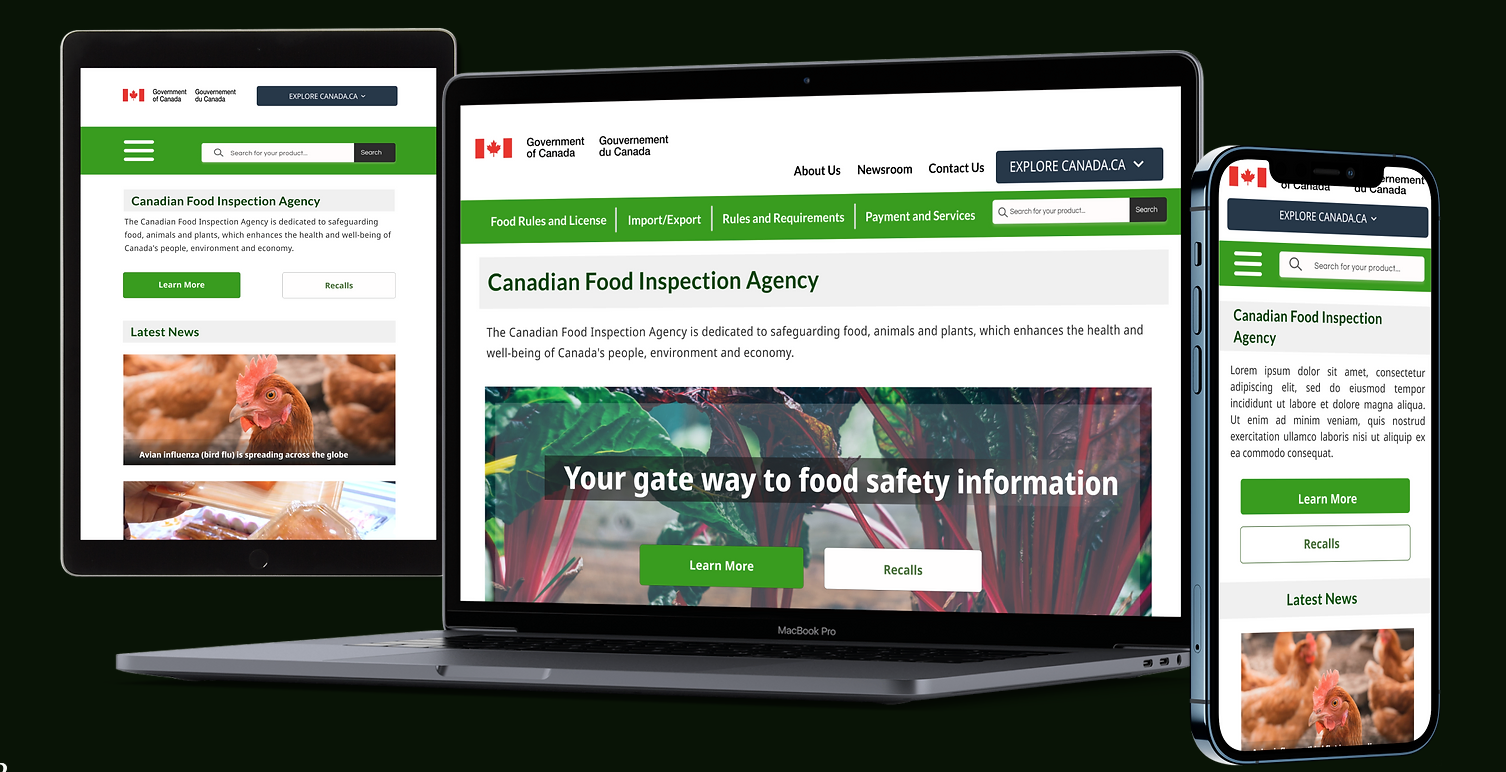 Government
of Canada
Gouvernement
du Canada
EXPLORE CANADA.CA
Search for your product...
Search
Canadian Food Inspection Agency
The Canadian Food Inspection Agency is dedicated to safeguarding
food, animals and plants, which enhances the health and well-being of
Canada's people, environment and economy.
Learn More
Recalls
Latest News
Avian influenza (bird flu) is spreading across the globe
Government
of Canada
Gouvernement
du Canada
About Us
Newsroom
Contact Us
EXPLORE CANADA.CA
Food Rules and License
Import/Export
Rules and Requirements
Payment and Services
Search for your product...
Search
Canadian Food Inspection Agency
The Canadian Food Inspection Agency is dedicated to safeguarding food, animals and plants, which enhances the health and
well-being of Canada's people, environment and economy.
Your gate way to food safety information
Learn More
Recalls
MacBook Pro
of Canada
ernement
du Canada
EXPLORE CANADA.CA
Search for your product...
Canadian Food Inspection
Agency
Lorem ipsum dolor sit amet, consectetur
adipiscing elit, sed do eiusmod tempor
incididunt ut labore et dolore magna aliqua.
Ut enim ad minim veniam, quis nostrud
exercitation ullamco laboris nisi ut aliquip ex
ea commodo consequat.
Learn More
Recalls
Latest News